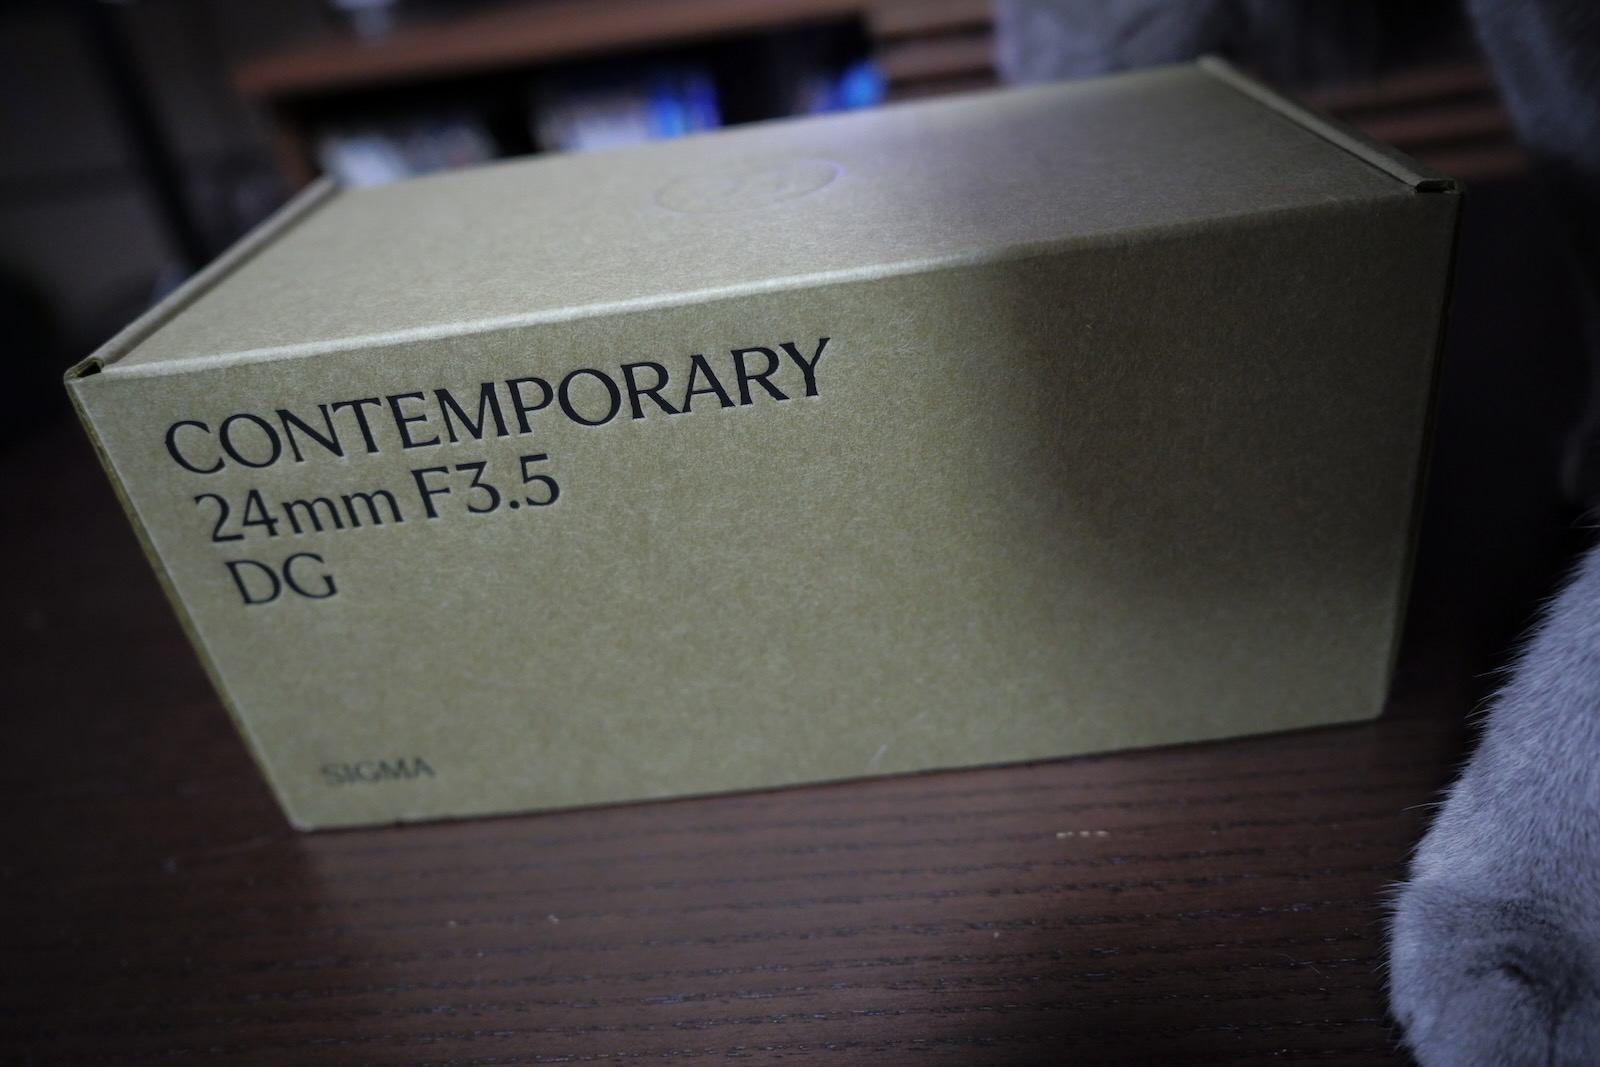 CONTEMPORARY
24mm F3.5
DG
SIGMA